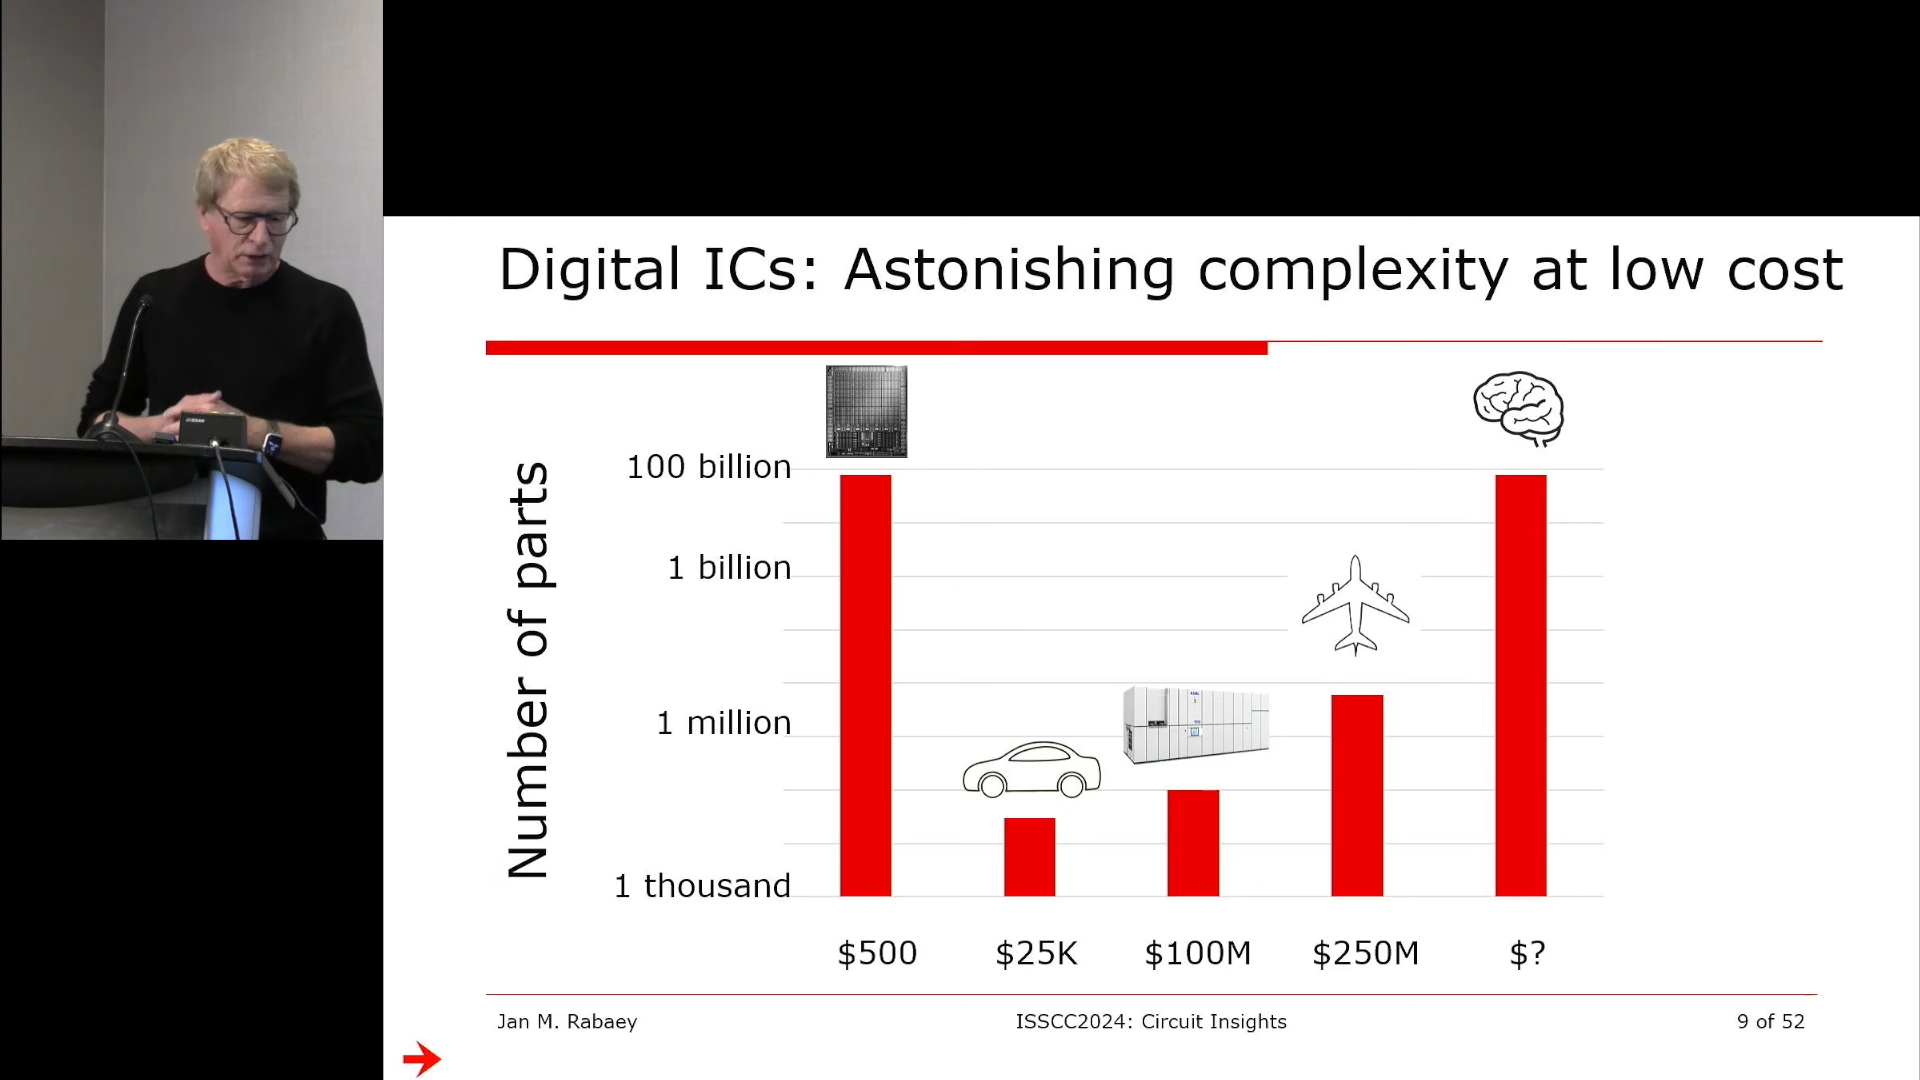 Digital ICs: Astonishing complexity at low cost
Number of parts
100 billion
1 billion
1 million
1 thousand
$500
$25K
$100M
$250M
$?
Jan M. Rabaey
ISSCC2024: Circuit Insights
9 of 52